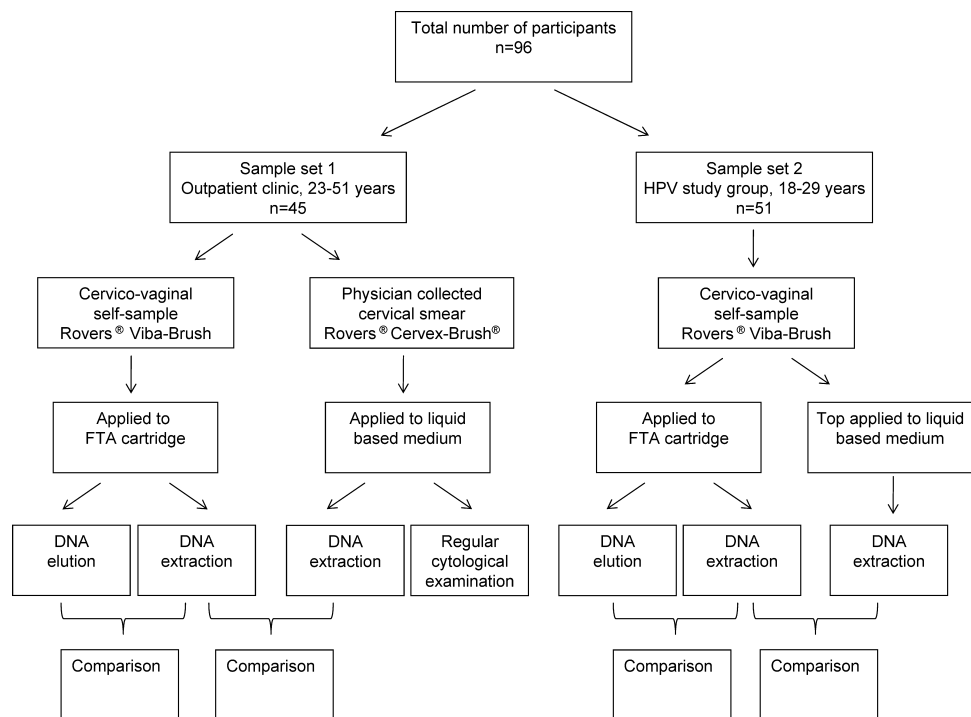 Total number of participants
n=96
Sample set 1
Outpatient clinic, 23-51 years
n=45
Sample set 2
HPV study group, 18-29 years
n=51
Cervico-vaginal
self-sample
Rovers® Viba-Brush
Physician collected
cervical smear
Rovers® Cervex-Brush®
Cervico-vaginal
self-sample
Rovers® Viba-Brush
Applied to
FTA cartridge
Applied to liquid
based medium
Applied to
FTA cartridge
Top applied to liquid
based medium
DNA
elution
DNA
extraction
DNA
extraction
Regular
cytological
examination
DNA
elution
DNA
extraction
DNA
extraction
Comparison
Comparison
Comparison
Comparison